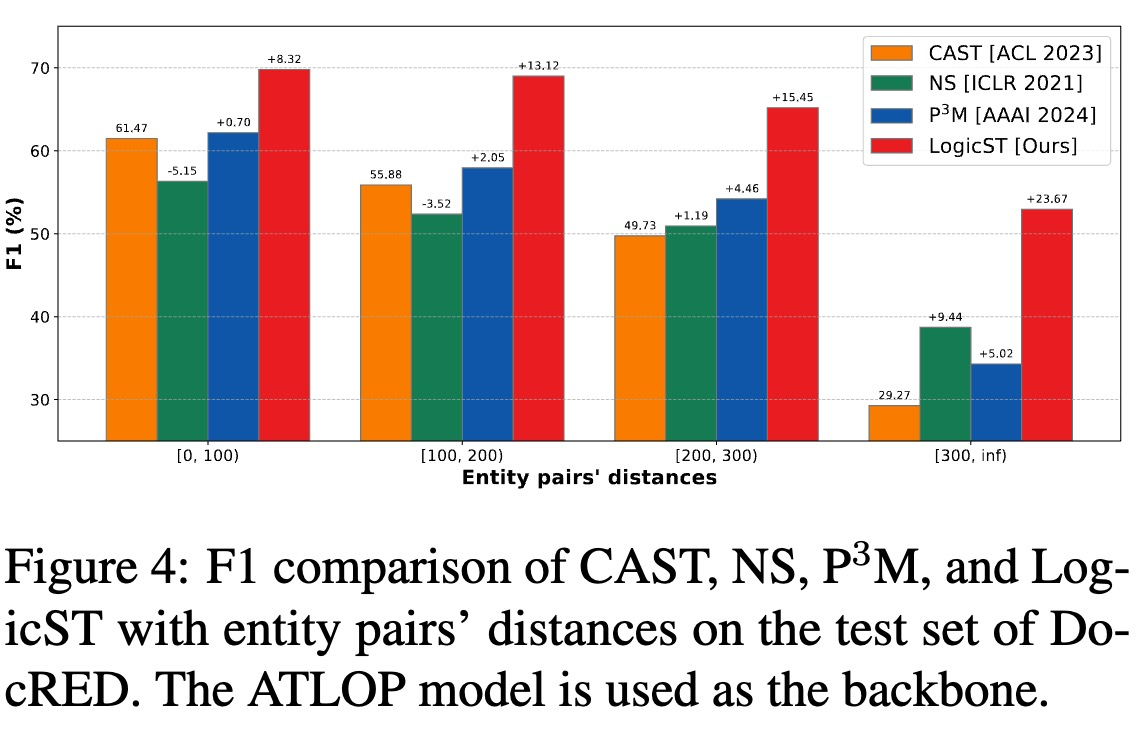 70
60
50
40
30
F1 (%)
61.47
-5.15
+0.70
+8.32
55.88
-3.52
+2.05
+13.12
49.73
+1.19
+4.46
+15.45
29.27
+9.44
+5.02
+23.67
CAST [ACL 2023]
NS [ICLR 2021]
P³M [AAAI 2024]
LogicST [Ours]
[0, 100)
[100, 200)
[200, 300)
[300, inf)
Entity pairs' distances
Figure 4: F1 comparison of CAST, NS, P³M, and Log-
icST with entity pairs’ distances on the test set of Do-
cRED. The ATLOP model is used as the backbone.